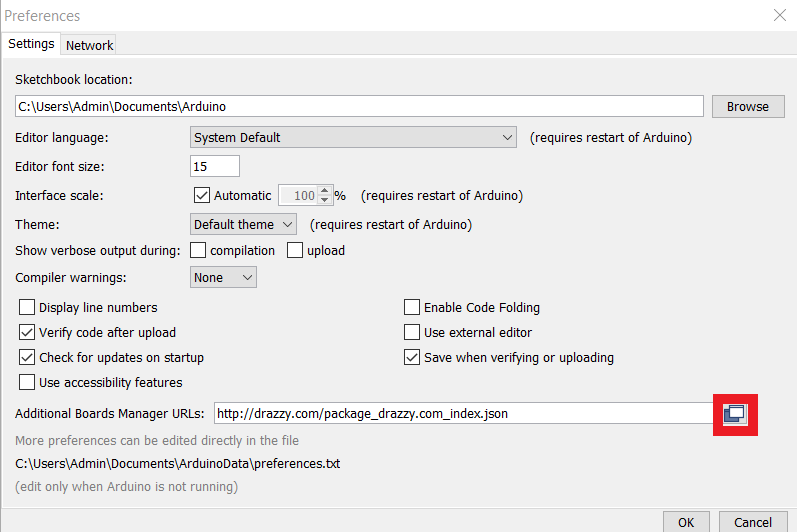 Preferences
Settings Network
Sketchbook location:
C:\Users\Admin\Documents\Arduino Browse
Editor language: System Default (requires restart of Arduino)
Editor font size: 15
Interface scale: Automatic 100 % (requires restart of Arduino)
Theme: Default theme (requires restart of Arduino)
Show verbose output during: compilation upload
Compiler warnings: None
Display line numbers Enable Code Folding
Verify code after upload Use external editor
Check for updates on startup Save when verifying or uploading
Use accessibility features
Additional Boards Manager URLs: http://drazzy.com/package_drazzy.com_index.json
More preferences can be edited directly in the file
C:\Users\Admin\Documents\ArduinoData\preferences.txt
(edit only when Arduino is not running)
OK Cancel